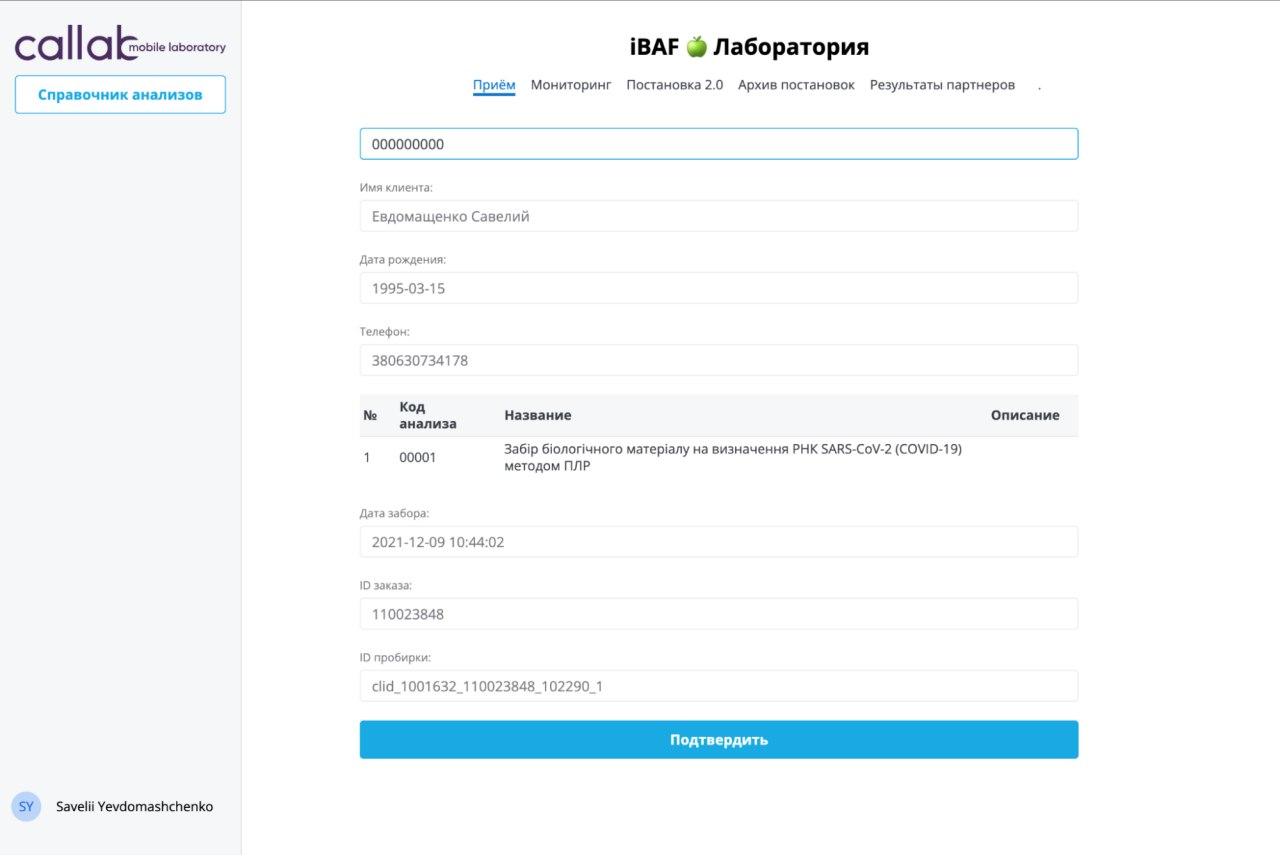 callab mobile laboratory
Справочник анализов
iBAF 🍏 Лаборатория
Приём Мониторинг Постановка 2.0 Архив постановок Результаты партнеров .
000000000
Имя клиента:
Евдомащенко Савелий
Дата рождения:
1995-03-15
Телефон:
380630734178
№ Код анализа Название Описание
1 00001 Забір біологічного матеріалу на визначення РНК SARS-CoV-2 (COVID-19)
методом ПЛР
Дата забора:
2021-12-09 10:44:02
ID заказа:
110023848
ID пробирки:
clid_1001632_110023848_102290_1
Подтвердить
SY Savelii Yevdomashchenko